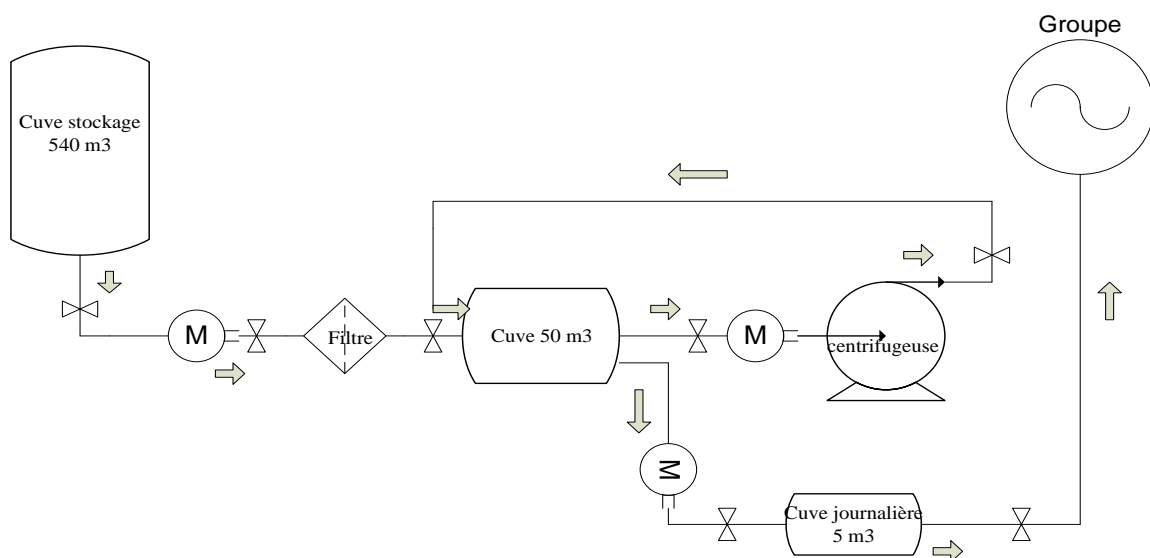 Groupe
Cuve stockage
540 m3
M
Filtre
Cuve 50 m3
M
centrifugeuse
M
Cuve journalière
5 m3